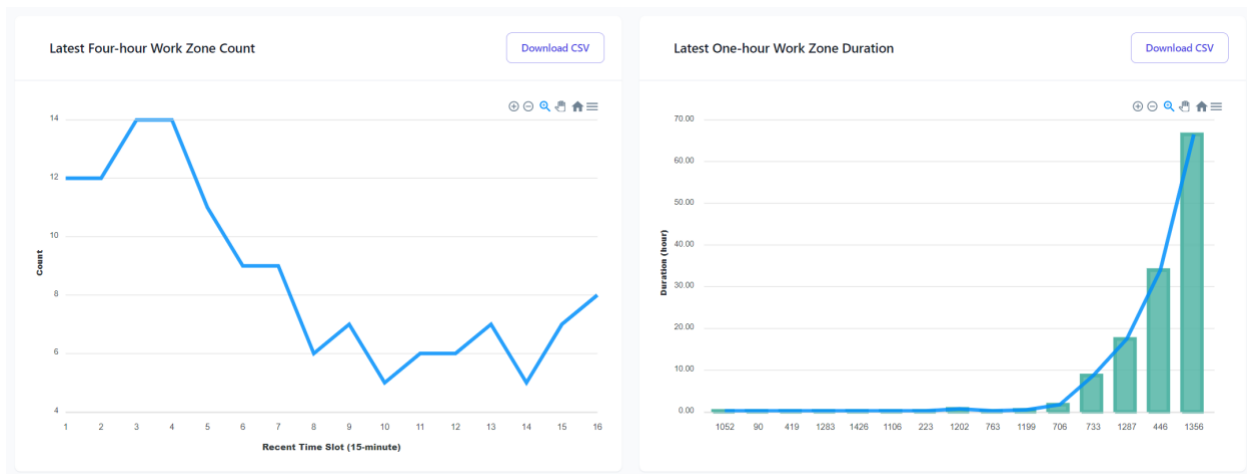 Latest Four-hour Work Zone Count
Download CSV
14
12
10
8
6
4
Count
1 2 3 4 5 6 7 8 9 10 11 12 13 14 15 16
Recent Time Slot (15-minute)
Latest One-hour Work Zone Duration
Download CSV
70.00
60.00
50.00
40.00
30.00
20.00
10.00
0.00
Duration (hour)
1052 90 419 1283 1426 1106 223 1202 763 1199 706 733 1287 446 1356